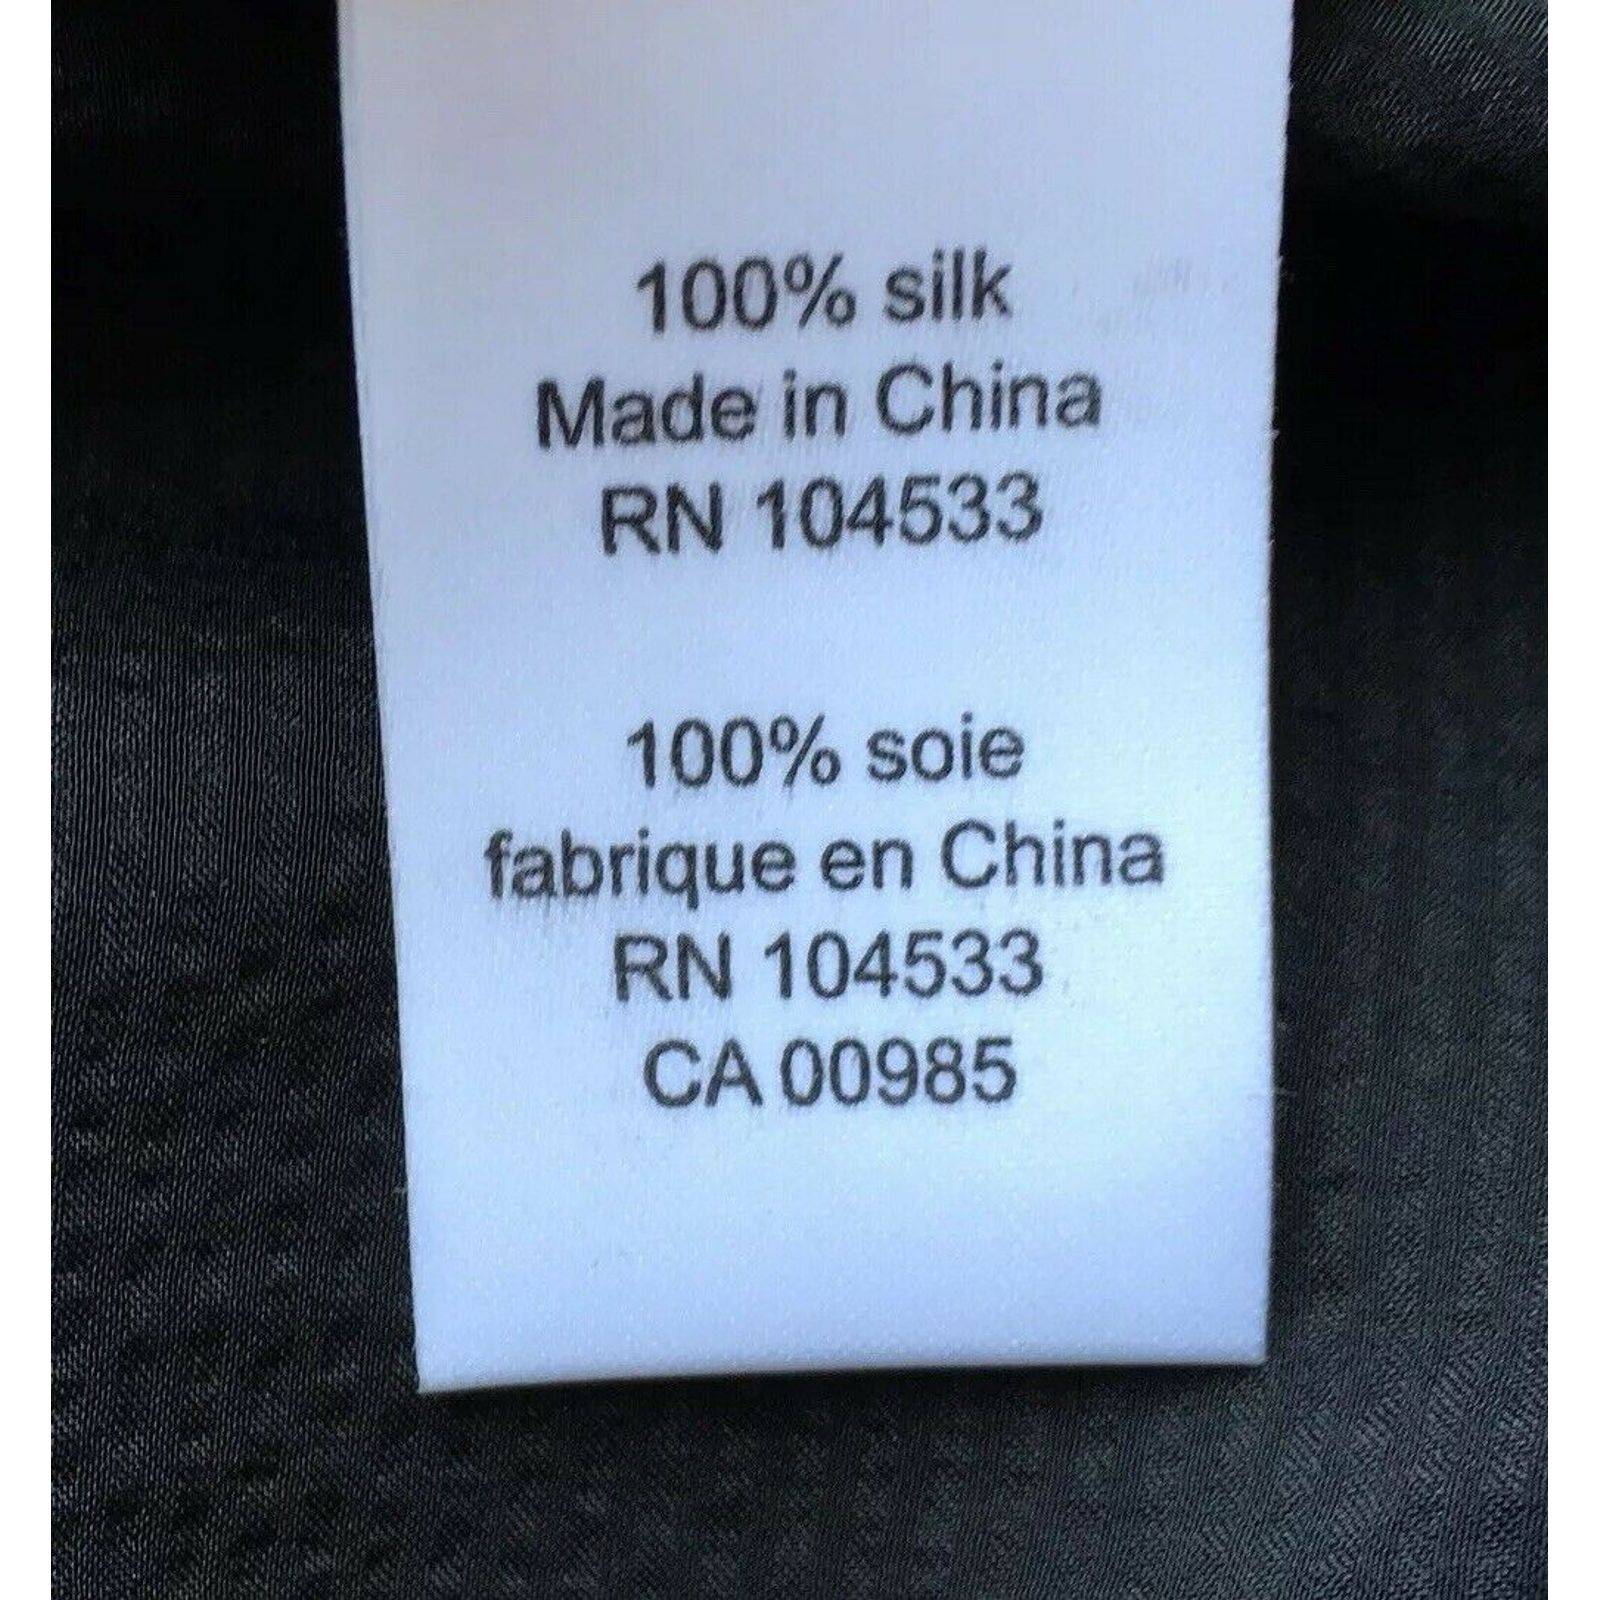 100% silk
Made in China
RN 104533
100% soie
fabrique en China
RN 104533
CA 00985